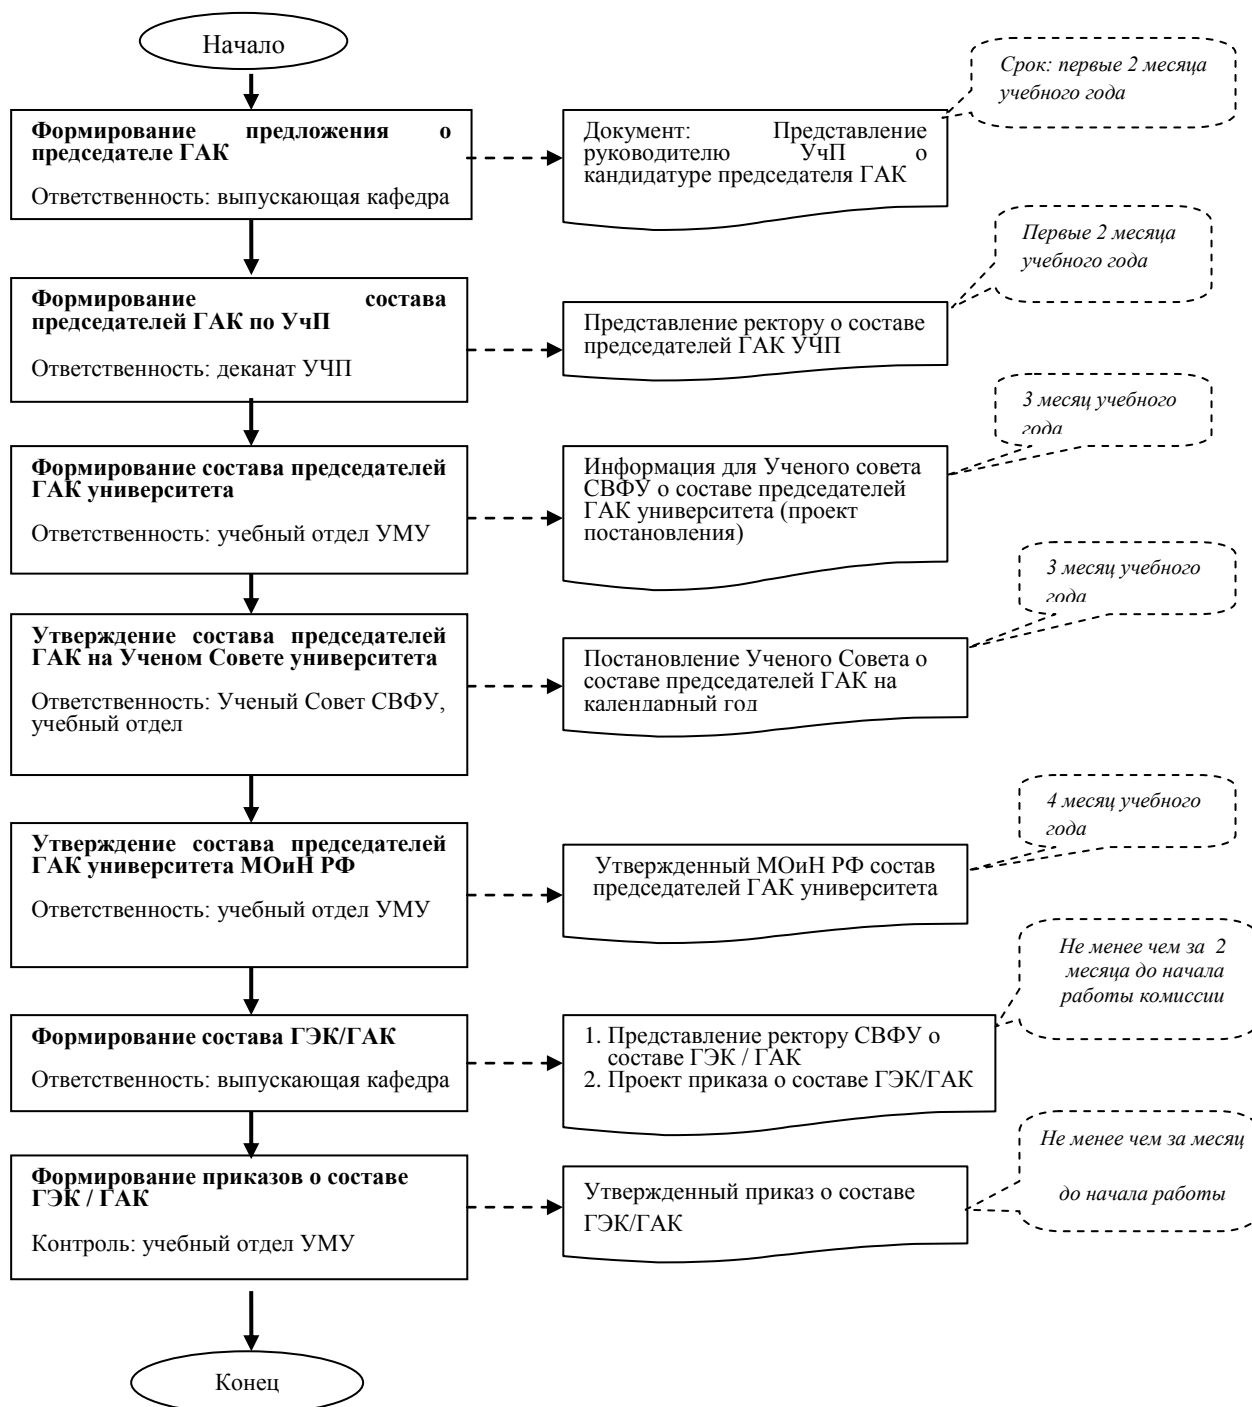 Начало
Срок: первые 2 месяца
учебного года
Формирование предложения о
председателе ГАК
Ответственность: выпускающая кафедра
Документ: Представление
руководителю УчП о
кандидатуре председателя ГАК
Первые 2 месяца
учебного года
Формирование состава
председателей ГАК по УчП
Ответственность: деканат УЧП
Представление ректору о составе
председателей ГАК УЧП
3 месяц учебного
года
Формирование состава председателей
ГАК университета
Ответственность: учебный отдел УМУ
Информация для Ученого совета
СВФУ о составе председателей
ГАК университета (проект
постановления)
3 месяц учебного
года
Утверждение состава председателей
ГАК на Ученом Совете университета
Ответственность: Ученый Совет СВФУ,
учебный отдел
Постановление Ученого Совета о
составе председателей ГАК на
календарный год
4 месяц учебного
года
Утверждение состава председателей
ГАК университета МОиН РФ
Ответственность: учебный отдел УМУ
Утвержденный МОиН РФ состав
председателей ГАК университета
Не менее чем за 2
месяца до начала
работы комиссии
Формирование состава ГЭК/ГАК
Ответственность: выпускающая кафедра
1. Представление ректору СВФУ о
составе ГЭК / ГАК
2. Проект приказа о составе ГЭК/ГАК
Не менее чем за месяц
до начала работы
Формирование приказов о составе
ГЭК / ГАК
Контроль: учебный отдел УМУ
Утвержденный приказ о составе
ГЭК/ГАК
Конец